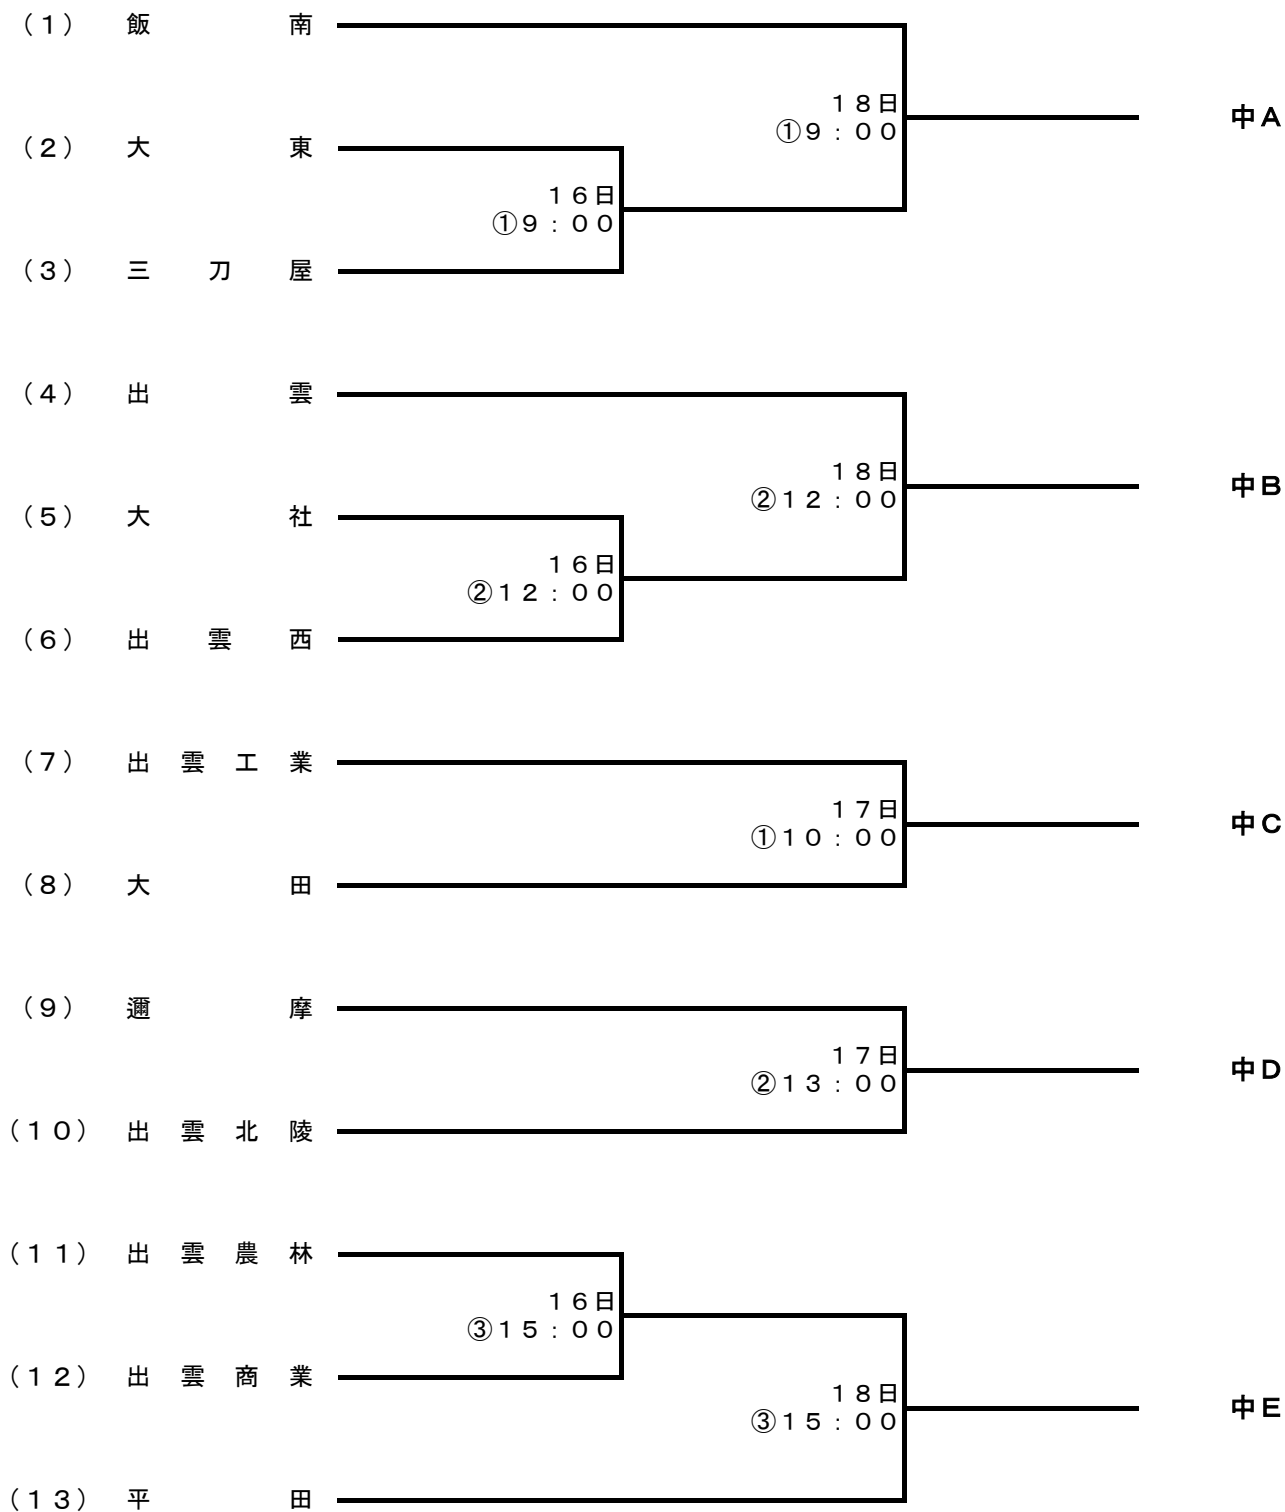 （１） 飯南
１８日
①９：００
中A
（２） 大東
１６日
①９：００
（３） 三刀屋
（４） 出雲
１８日
②１２：００
中B
（５） 大社
１６日
②１２：００
（６） 出雲西
（７） 出雲工業
１７日
①１０：００
中C
（８） 大田
（９） 邇摩
１７日
②１３：００
中D
（１０） 出雲北陵
（１１） 出雲農林
１６日
③１５：００
（１２） 出雲商業
１８日
③１５：００
中E
（１３） 平田